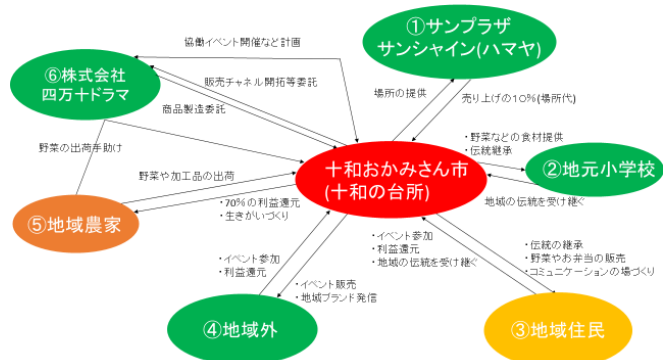 協働イベント開催など計画
①サンプラザ
サンシャイン(ハマヤ)
⑥株式会社
四万十ドラマ
販売チャネル開拓等委託
商品製造委託
場所の提供
売り上げの10%(場所代)
野菜の出荷手助け
・野菜などの食材提供
・伝統継承
十和おかみさん市
(十和の台所)
②地元小学校
野菜や加工品の出荷
地域の伝統を受け継ぐ
・70%の利益還元
・生きがいづくり
⑤地域農家
・イベント参加
・利益還元
・地域の伝統を受け継ぐ
・伝統の継承
・野菜やお弁当の販売
・コミュニケーションの場づくり
・イベント参加
・利益還元
・イベント販売
・地域ブランド発信
④地域外
③地域住民